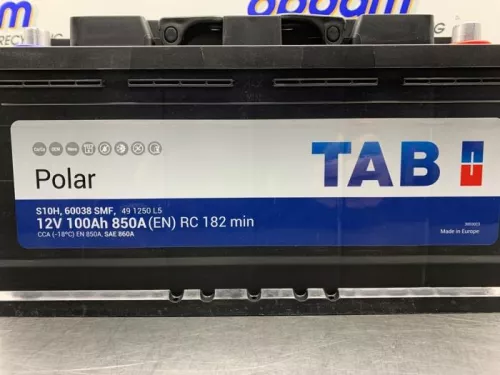 RECYCLING
TAB
Polar
S10H, 60038 SMF, 49 1250 L5
12V 100Ah 850A (EN) RC 182 min
CCA (-18°C) EN 850A, SAE 860A
Made in Europe